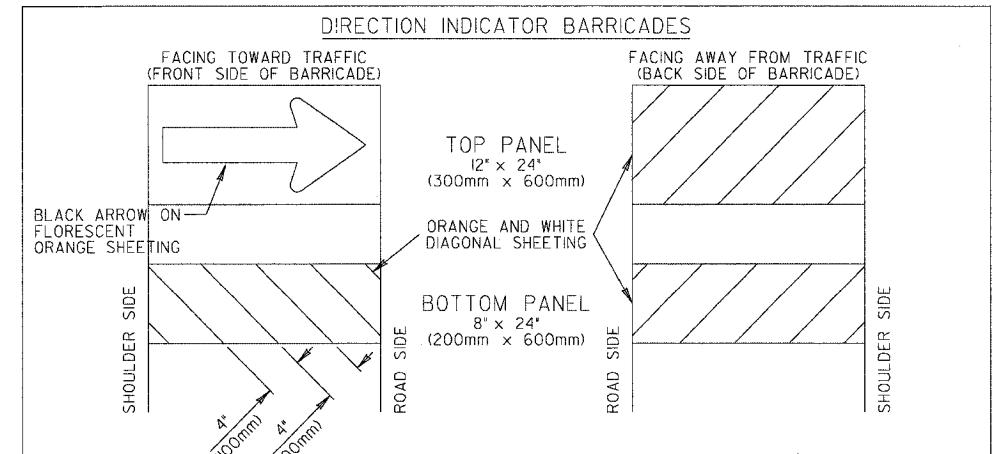 DIRECTION INDICATOR BARRICADES
FACING TOWARD TRAFFIC
(FRONT SIDE OF BARRICADE)
FACING AWAY FROM TRAFFIC
(BACK SIDE OF BARRICADE)
TOP PANEL
12" x 24"
(300mm x 600mm)
BLACK ARROW ON
FLORESCENT
ORANGE SHEETING
ORANGE AND WHITE
DIAGONAL SHEETING
BOTTOM PANEL
8" x 24"
(200mm x 600mm)
SHOULDER SIDE
ROAD SIDE
ROAD SIDE
SHOULDER SIDE
4"
00mm)
4"
00mm)